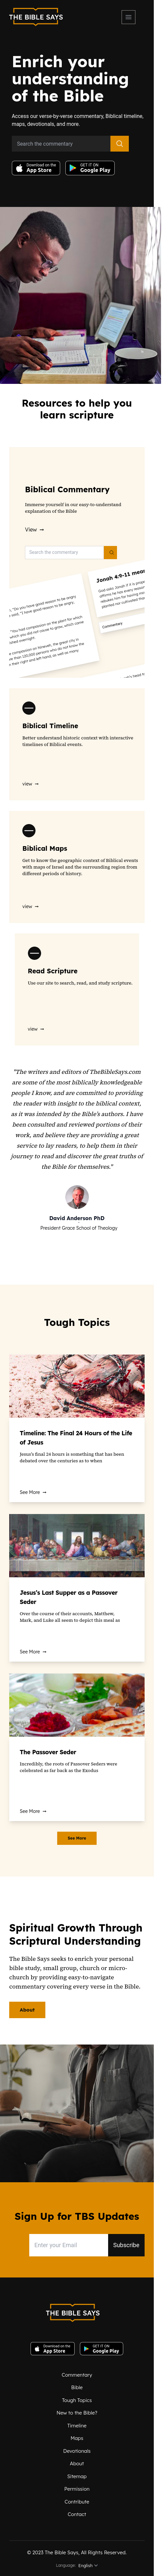 THE BIBLE SAYS
Enrich your
understanding
of the Bible
Access our verse-by-verse commentary, Biblical timeline,
maps, devotionals, and more.
Search the commentary
Download on the
App Store
GET IT ON
Google Play
Resources to help you
learn scripture
Biblical Commentary
Immerse yourself in our easy-to-understand
explanation of the Bible
View →
Search the commentary
Jonah 4:9-11 mean
Commentary
Biblical Timeline
Better understand historic context with interactive
timelines of Biblical events.
view →
Biblical Maps
Get to know the geographic context of Biblical events
with maps of Israel and the surrounding region from
different periods of history.
view →
Read Scripture
Use our site to search, read, and study scripture.
view →
"The writers and editors of TheBibleSays.com
are some of the most biblically knowledgeable
people I know, and are committed to providing
the reader with insight to the biblical context,
as it was intended by the Bible's authors. I have
been consulted and reviewed portions of their
work, and believe they are providing a great
service to lay readers, to help them in their
journey to read and discover the great truths of
the Bible for themselves."
David Anderson PhD
President Grace School of Theology
Tough Topics
Timeline: The Final 24 Hours of the Life
of Jesus
Jesus's final 24 hours is something that has been
debated over the centuries as to when
See More →
Jesus's Last Supper as a Passover
Seder
Over the course of their accounts, Matthew,
Mark, and Luke all seem to depict this meal as
See More →
The Passover Seder
Incredibly, the roots of Passover Seders were
celebrated as far back as the Exodus
See More →
See More
Spiritual Growth Through
Scriptural Understanding
The Bible Says seeks to enrich your personal
bible study, small group, church micro-
church by providing easy-to-navigate
commentary covering every verse in the Bible.
About
Sign Up for TBS Updates
Enter your Email
Subscribe
THE BIBLE SAYS
Download on the
App Store
GET IT ON
Google Play
Commentary
Bible
Tough Topics
New to the Bible?
Timeline
Maps
Devotionals
About
Sitemap
Permission
Contribute
Contact
© 2023 The Bible Says, All Rights Reserved.
Language: English